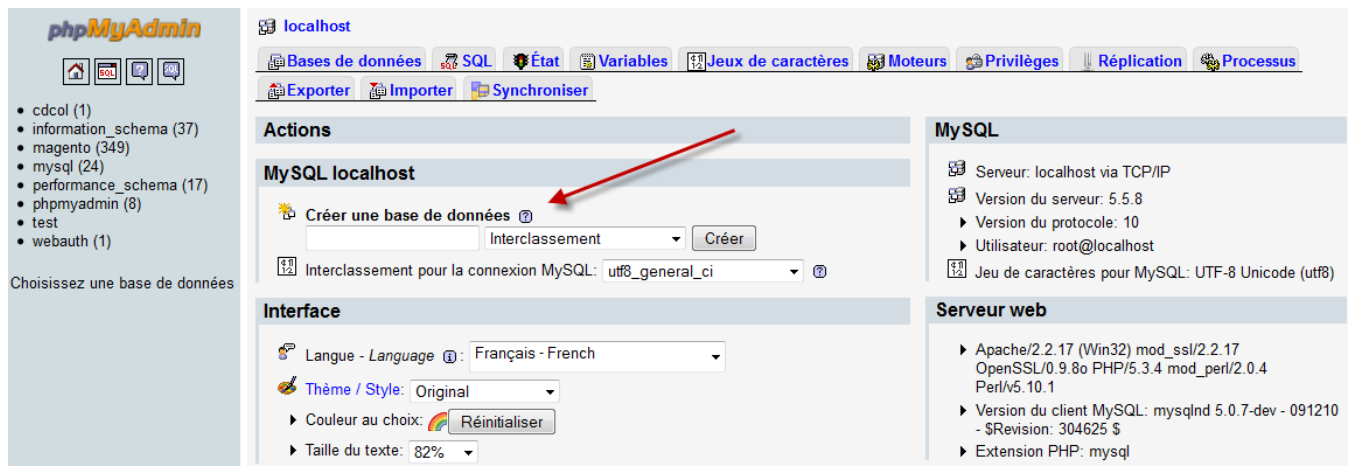 phpMyAdmin
SQL
SQL
cdcol (1)
information_schema (37)
magento (349)
mysql (24)
performance_schema (17)
phpmyadmin (8)
test
webauth (1)
Choisissez une base de données
localhost
Bases de données SQL État Variables Jeux de caractères Moteurs Privilèges Réplication Processus
Exporter Importer Synchroniser
Actions
MySQL localhost
Créer une base de données
Interclassement Créer
Interclassement pour la connexion MySQL: utf8_general_ci
Interface
Langue - Language : Français - French
Thème / Style: Original
Couleur au choix: Réinitialiser
Taille du texte: 82%
MySQL
Serveur: localhost via TCP/IP
Version du serveur: 5.5.8
Version du protocole: 10
Utilisateur: root@localhost
Jeu de caractères pour MySQL: UTF-8 Unicode (utf8)
Serveur web
Apache/2.2.17 (Win32) mod_ssl/2.2.17
OpenSSL/0.9.8o PHP/5.3.4 mod_perl/2.0.4
Perl/v5.10.1
Version du client MySQL: mysqlnd 5.0.7-dev - 091210
- $Revision: 304625 $
Extension PHP: mysql